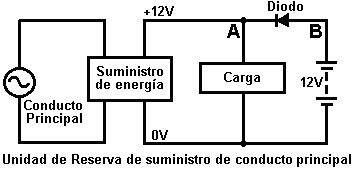 Diodo
+12V
A
B
Suministro
de energía
Carga
12V
Conducto
Principal
0V
Unidad de Reserva de suministro de conducto principal